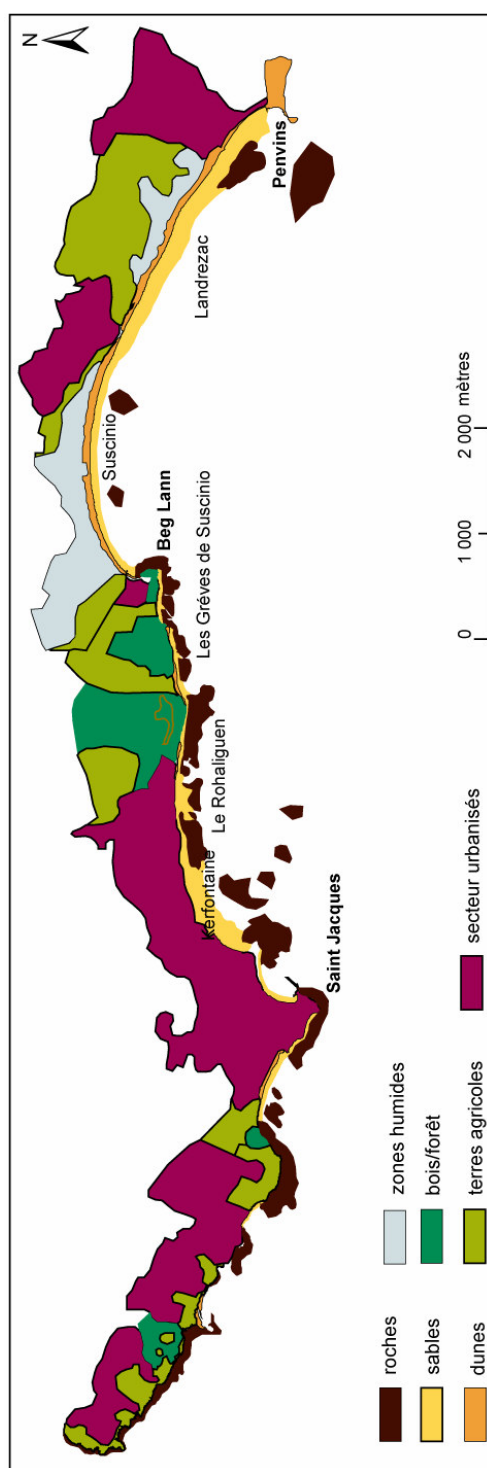 N
Penvins
Landrezac
Suscinio
Beg Lann
Les Gréves de Suscinio
Le Rohaliguen
Kerfontaine
Saint Jacques
0 1 000 2 000 mètres
roches
zones humides
sables
bois/forêt
dunes
terres agricoles
secteur urbanisés